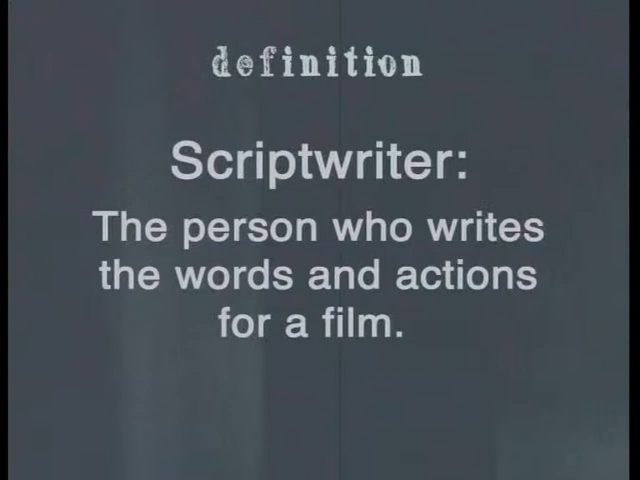 definition
Scriptwriter:
The person who writes
the words and actions
for a film.